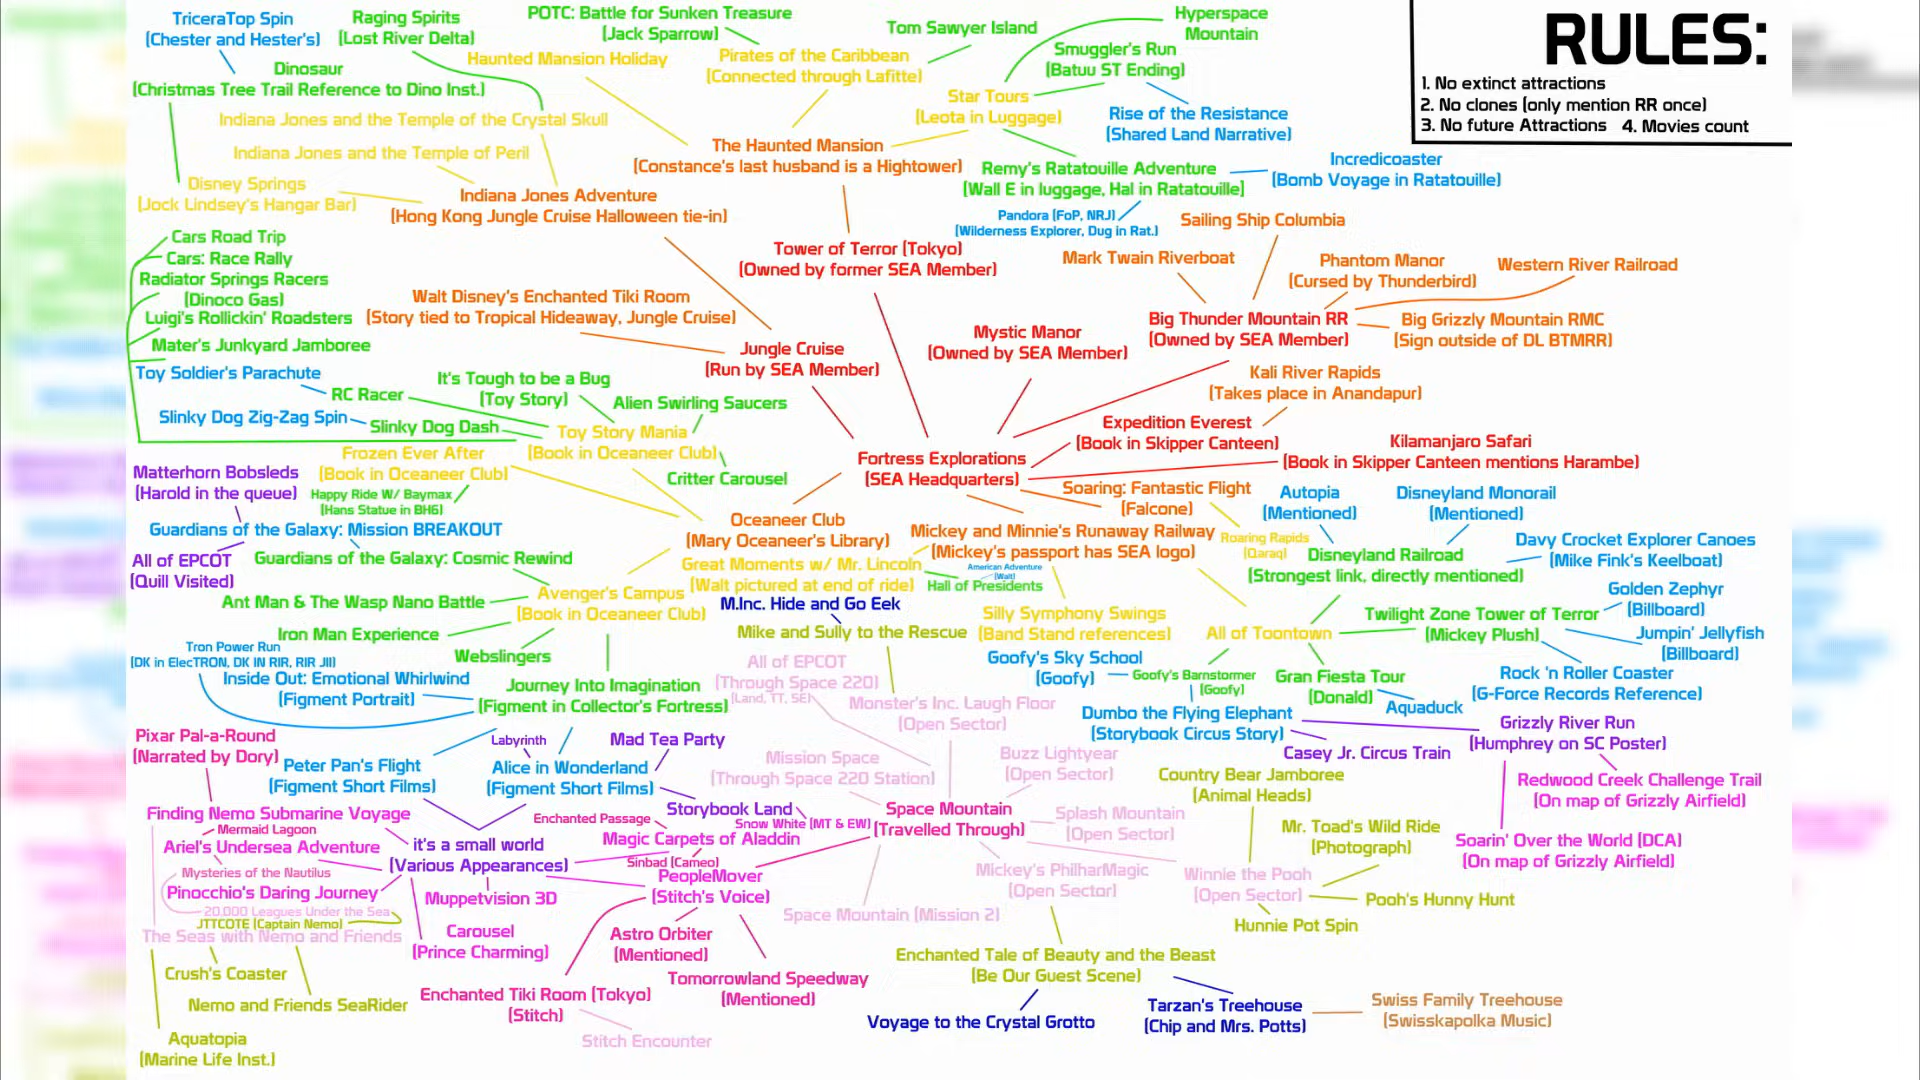 TriceraTop Spin
(Chester and Hester's)
Raging Spirits
(Lost River Delta)
POTC: Battle for Sunken Treasure
(Jack Sparrow)
Tom Sawyer Island
Hyperspace
Mountain
RULES:
1. No extinct attractions
2. No clones (only mention RR once)
3. No future Attractions 4. Movies count
Dinosaur
(Christmas Tree Trail Reference to Dino Inst.)
Haunted Mansion Holiday
Pirates of the Caribbean
(Connected through Lafitte)
Smuggler's Run
(Batuu ST Ending)
Star Tours
(Leota in Luggage)
Rise of the Resistance
(Shared Land Narrative)
Indiana Jones and the Temple of the Crystal Skull
Indiana Jones and the Temple of Peril
The Haunted Mansion
(Constance's last husband is a Hightower)
Remy's Ratatouille Adventure
(Wall E in luggage, Hal in Ratatouille)
Incredicoaster
(Bomb Voyage in Ratatouille)
Disney Springs
(Jock Lindsey's Hangar Bar)
Indiana Jones Adventure
(Hong Kong Jungle Cruise Halloween tie-in)
Pandora (FoP, NRJ)
(Wilderness Explorer, Dug in Rat.)
Sailing Ship Columbia
Cars Road Trip
Cars: Race Rally
Radiator Springs Racers
(Dinoco Gas)
Luigi's Rollickin' Roadsters
Mater's Junkyard Jamboree
Tower of Terror (Tokyo)
(Owned by former SEA Member)
Mark Twain Riverboat
Phantom Manor
(Cursed by Thunderbird)
Western River Railroad
Walt Disney's Enchanted Tiki Room
(Story tied to Tropical Hideaway, Jungle Cruise)
Jungle Cruise
(Run by SEA Member)
Mystic Manor
(Owned by SEA Member)
Big Thunder Mountain RR
(Owned by SEA Member)
Big Grizzly Mountain RMC
(Sign outside of DL BTMRR)
Toy Soldier's Parachute
RC Racer
It's Tough to be a Bug
(Toy Story)
Alien Swirling Saucers
Kali River Rapids
(Takes place in Anandapur)
Slinky Dog Zig-Zag Spin
Slinky Dog Dash
Toy Story Mania
(Book in Oceaneer Club)
Expedition Everest
(Book in Skipper Canteen)
Kilamanjaro Safari
(Book in Skipper Canteen mentions Harambe)
Frozen Ever After
(Book in Oceaneer Club)
Critter Carousel
Fortress Explorations
(SEA Headquarters)
Matterhorn Bobsleds
(Harold in the queue)
Happy Ride W/ Baymax
(Hans Statue in BH6)
Soaring: Fantastic Flight
(Falcone)
Autopia
(Mentioned)
Disneyland Monorail
(Mentioned)
Guardians of the Galaxy: Mission BREAKOUT
Oceaneer Club
(Mary Oceaneer's Library)
Mickey and Minnie's Runaway Railway
(Mickey's passport has SEA logo)
Roaring Rapids
(Qaraq)
Davy Crocket Explorer Canoes
(Mike Fink's Keelboat)
All of EPCOT
(Quill Visited)
Guardians of the Galaxy: Cosmic Rewind
Great Moments w/ Mr. Lincoln
(Walt pictured at end of ride)
American Adventure
(Walt)
Hall of Presidents
Disneyland Railroad
(Strongest link, directly mentioned)
Ant Man & The Wasp Nano Battle
Avenger's Campus
(Book in Oceaneer Club)
M.Inc. Hide and Go Eek
Silly Symphony Swings
(Band Stand references)
Golden Zephyr
(Billboard)
Iron Man Experience
Mike and Sully to the Rescue
All of Toontown
Twilight Zone Tower of Terror
(Mickey Plush)
Jumpin' Jellyfish
(Billboard)
Tron Power Run
(DK in ElecTRON, DK IN RIR, RIR JII)
Webslingers
All of EPCOT
(Through Space 220)
(Land, TT, SE)
Goofy's Sky School
(Goofy)
Goofy's Barnstormer
(Goofy)
Gran Fiesta Tour
(Donald)
Rock 'n Roller Coaster
(G-Force Records Reference)
Inside Out: Emotional Whirlwind
(Figment Portrait)
Journey Into Imagination
(Figment in Collector's Fortress)
Monster's Inc. Laugh Floor
(Open Sector)
Dumbo the Flying Elephant
(Storybook Circus Story)
Aquaduck
Grizzly River Run
(Humphrey on SC Poster)
Pixar Pal-a-Round
(Narrated by Dory)
Labyrinth
Mad Tea Party
Casey Jr. Circus Train
Peter Pan's Flight
(Figment Short Films)
Alice in Wonderland
(Figment Short Films)
Mission Space
(Through Space 220 Station)
Buzz Lightyear
(Open Sector)
Country Bear Jamboree
(Animal Heads)
Redwood Creek Challenge Trail
(On map of Grizzly Airfield)
Finding Nemo Submarine Voyage
Mermaid Lagoon
Ariel's Undersea Adventure
Enchanted Passage
Storybook Land
Snow White (MT & EW)
Space Mountain
(Travelled Through)
Splash Mountain
(Open Sector)
Mr. Toad's Wild Ride
(Photograph)
Soarin' Over the World (DCA)
(On map of Grizzly Airfield)
it's a small world
(Various Appearances)
Magic Carpets of Aladdin
Sinbad (Cameo)
PeopleMover
(Stitch's Voice)
Mysteries of the Nautilus
Pinocchio's Daring Journey
Muppetvision 3D
Mickey's PhilharMagic
(Open Sector)
Winnie the Pooh
(Open Sector)
Pooh's Hunny Hunt
20,000 Leagues Under the Sea
JTTCOTE (Captain Nemo)
The Seas with Nemo and Friends
Space Mountain (Mission 2)
Hunnie Pot Spin
Carousel
(Prince Charming)
Astro Orbiter
(Mentioned)
Enchanted Tale of Beauty and the Beast
(Be Our Guest Scene)
Crush's Coaster
Nemo and Friends SeaRider
Enchanted Tiki Room (Tokyo)
(Stitch)
Tomorrowland Speedway
(Mentioned)
Voyage to the Crystal Grotto
Tarzan's Treehouse
(Chip and Mrs. Potts)
Swiss Family Treehouse
(Swisskapolka Music)
Stitch Encounter
Aquatopia
(Marine Life Inst.)